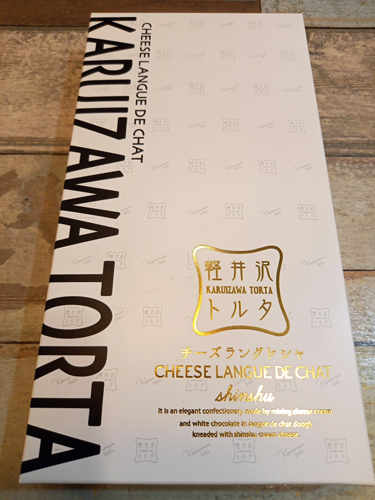 CHEESE LANGUE DE CHAT
KARUIZAWA TORTA
軽井沢
KARUIZAWA TORTA
トルタ
チーズラングドシャ
CHEESE LANGUE DE CHAT
shinshu
It is an elegant confectionery made by mixing cheese cream
and white chocolate in langue de chat dough
kneaded with shinshu cream cheese.